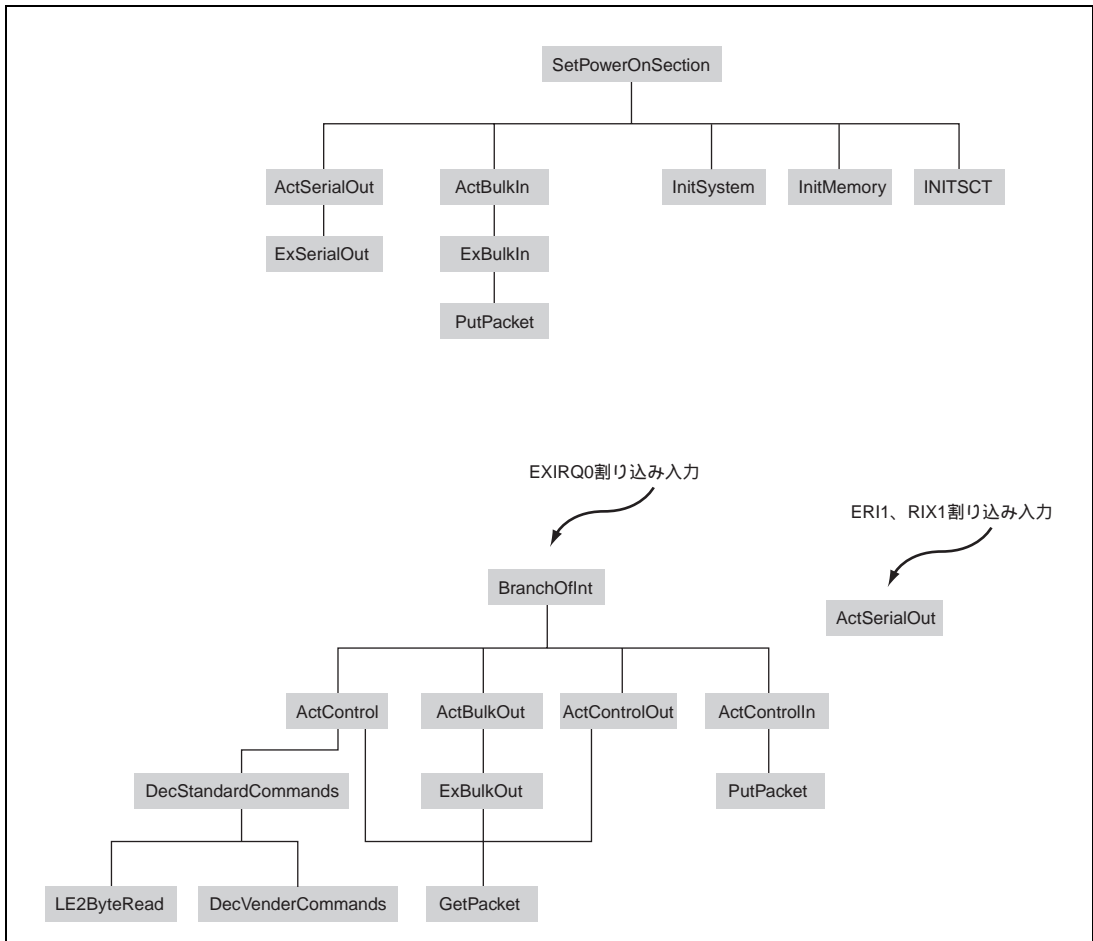 SetPowerOnSection
ActSerialOut
ActBulkIn
InitSystem
InitMemory
INITSCT
ExSerialOut
ExBulkIn
PutPacket
EXIRQ0割り込み入力
ERI1、RIX1割り込み入力
BranchOfInt
ActSerialOut
ActControl
ActBulkOut
ActControlOut
ActControlIn
DecStandardCommands
ExBulkOut
PutPacket
LE2ByteRead
DecVenderCommands
GetPacket